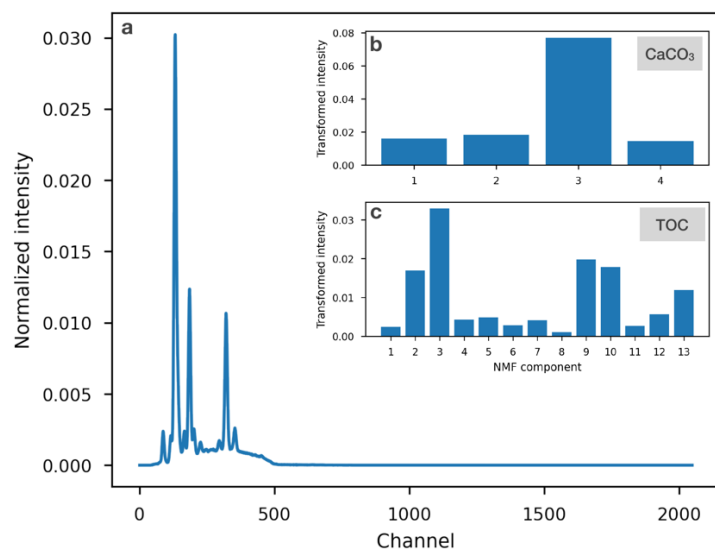 a
0.030
0.025
0.020
0.015
0.010
0.005
0.000
Normalized intensity
0 500 1000 1500 2000
Channel
b
CaCO₃
0.08
0.06
0.04
0.02
0.00
Transformed intensity
1 2 3 4
c
TOC
0.03
0.02
0.01
0.00
Transformed intensity
1 2 3 4 5 6 7 8 9 10 11 12 13
NMF component